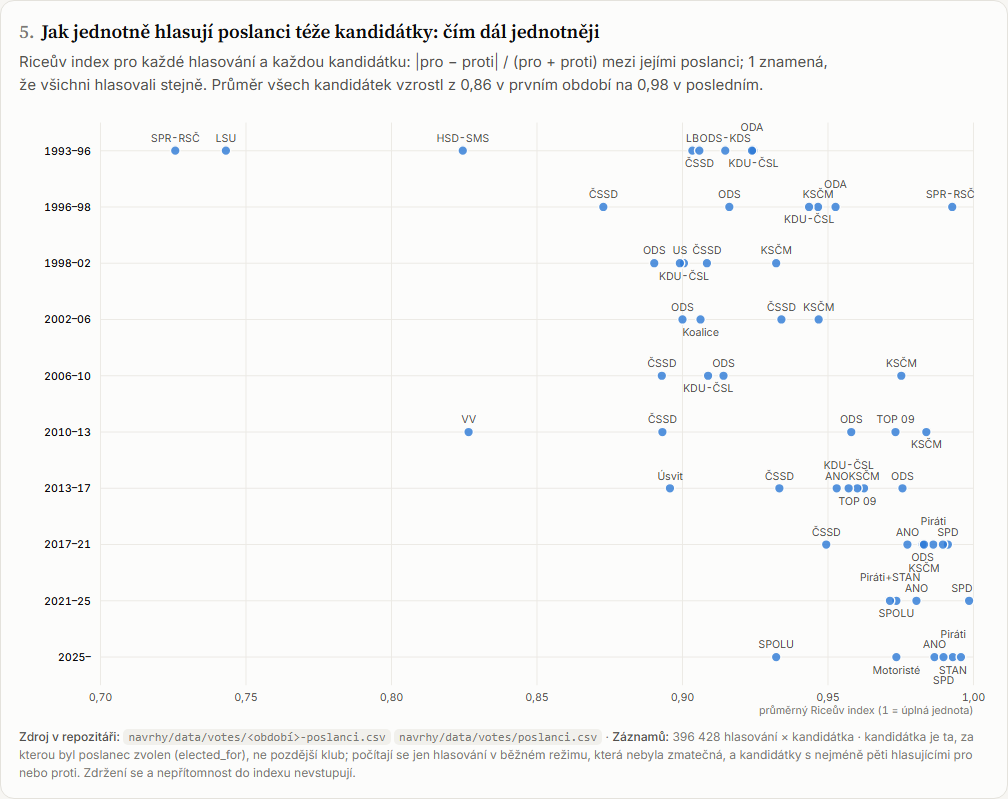 5. Jak jednotně hlasují poslanci téže kandidátky: čím dál jednotněji
Riceův index pro každé hlasování a každou kandidátku: |pro − proti| / (pro + proti) mezi jejími poslanci; 1 znamená,
že všichni hlasovali stejně. Průměr všech kandidátek vzrostl z 0,86 v prvním období na 0,98 v posledním.
ODA
SPR-RSČ LSU HSD-SMS LB ODS-KDS
1993–96
ČSSD KDU-ČSL
ODA
ČSSD ODS KSČM SPR-RSČ
1996–98
KDU-ČSL
ODS US ČSSD KSČM
1998–02
KDU-ČSL
ODS ČSSD KSČM
2002–06
Koalice
ČSSD ODS KSČM
2006–10
KDU-ČSL
VV ČSSD ODS TOP 09
2010–13
KSČM
KDU-ČSL
Úsvit ČSSD ANO KSČM ODS
2013–17
TOP 09
Piráti
ČSSD ANO SPD
2017–21
ODS
KSČM
Piráti+STAN
ANO SPD
2021–25
SPOLU
Piráti
SPOLU ANO
2025–
Motoristé STAN
SPD
0,70 0,75 0,80 0,85 0,90 0,95 1,00
průměrný Riceův index (1 = úplná jednota)
Zdroj v repozitáři: navrhy/data/votes/<období>-poslanci.csv navrhy/data/votes/poslanci.csv · Záznamů: 396 428 hlasování × kandidátka · kandidátka je ta, za
kterou byl poslanec zvolen (elected_for), ne pozdější klub; počítají se jen hlasování v běžném režimu, která nebyla zmatečná, a kandidátky s nejméně pěti hlasujícími pro
nebo proti. Zdržení se a nepřítomnost do indexu nevstupují.